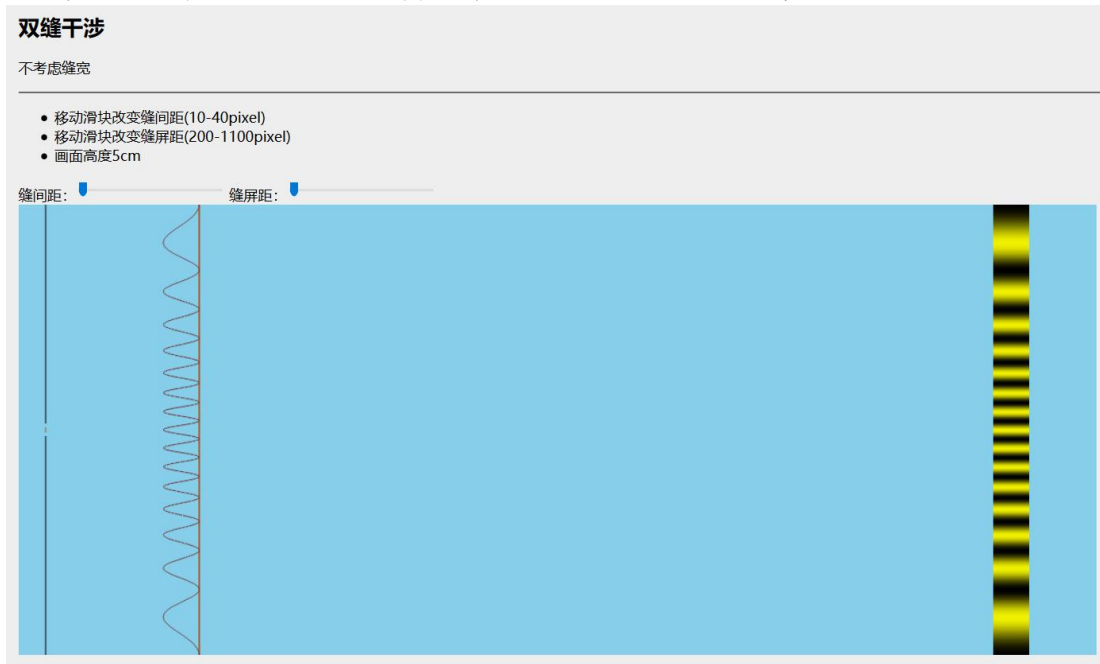 双缝干涉
不考虑缝宽
移动滑块改变缝间距(10-40pixel)
移动滑块改变缝屏距(200-1100pixel)
画面高度5cm
缝间距: 缝屏距: